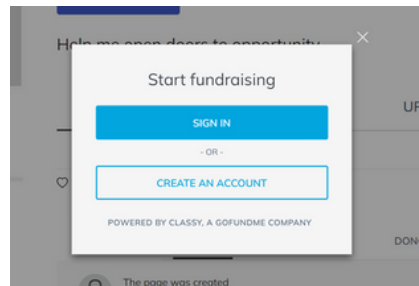 Help me open doors to opportunity
Start fundraising
UP
SIGN IN
- OR -
CREATE AN ACCOUNT
POWERED BY CLASSY, A GOFUNDME COMPANY
DON
The page was created